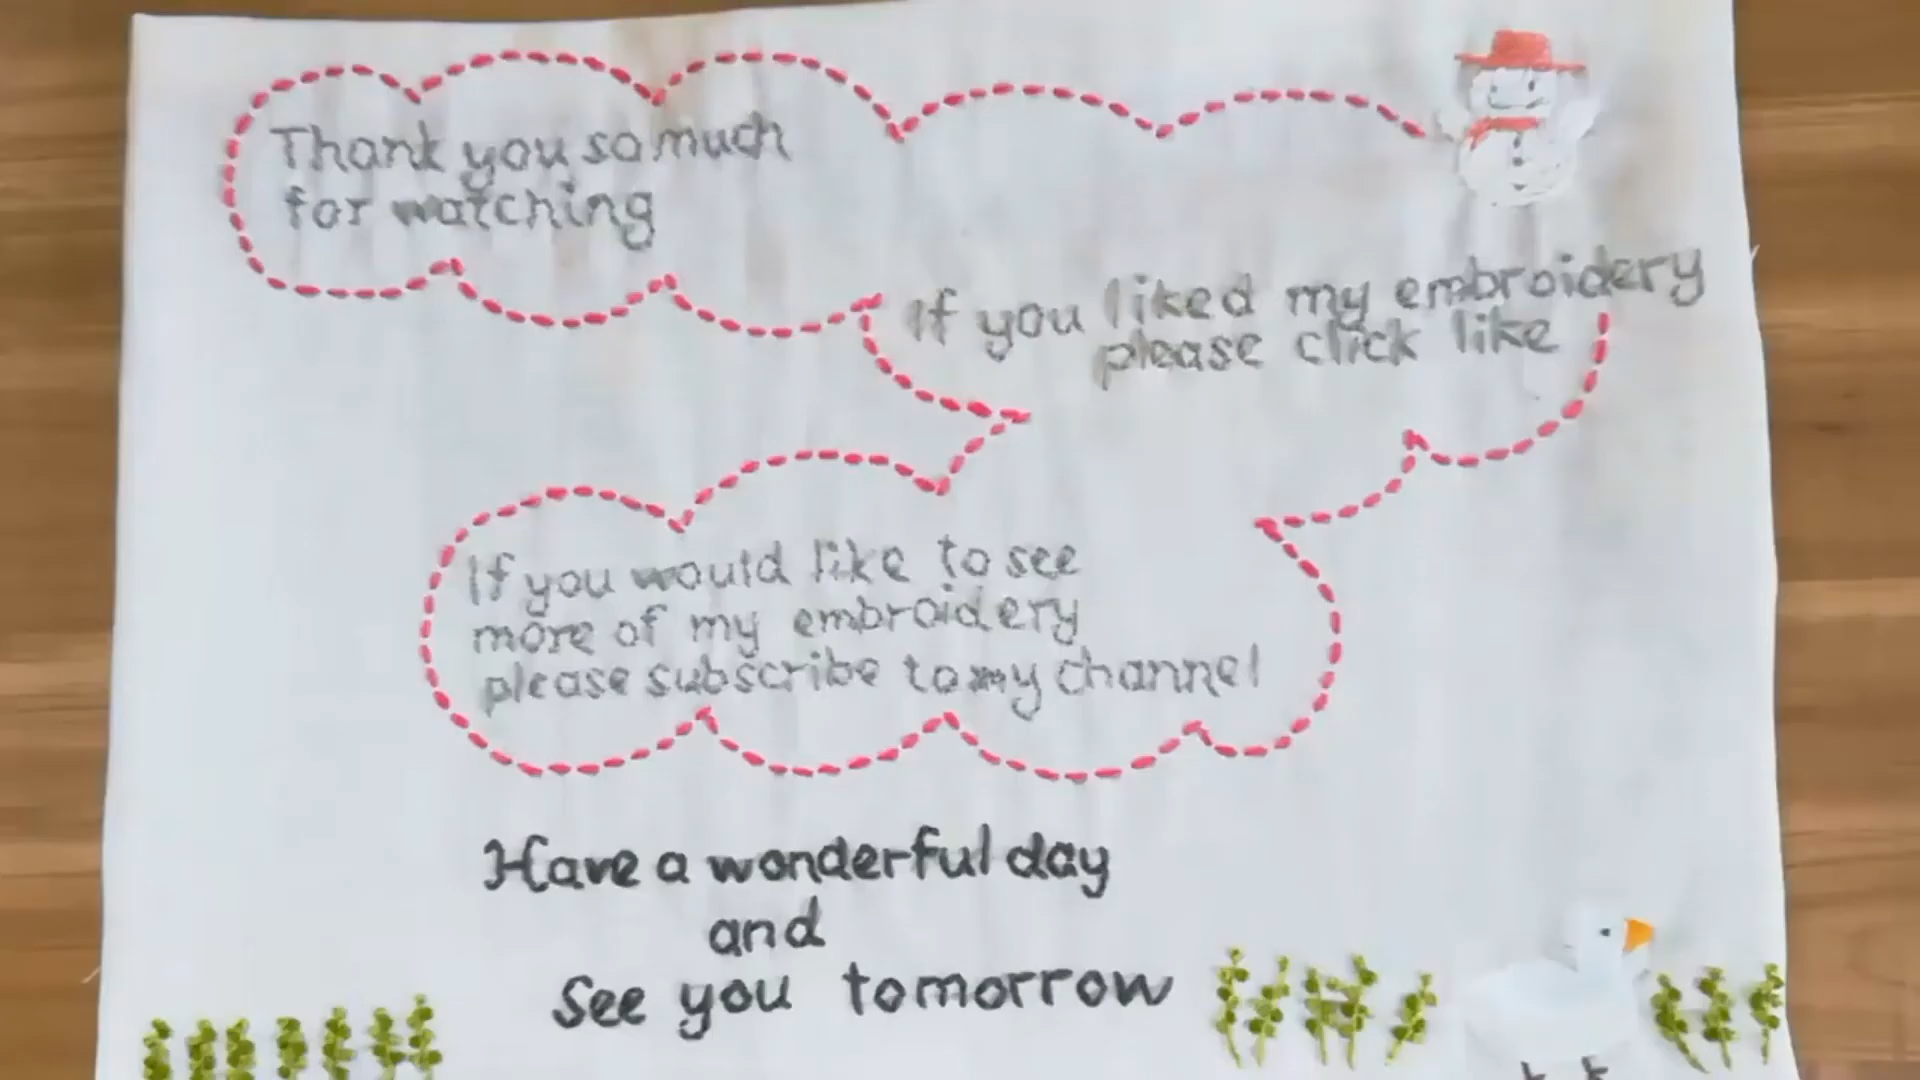 Thank you so much
for watching
If you liked my embroidery
please click like
If you would like to see
more of my embroidery
please subscribe to my channel
Have a wonderful day
and
See you tomorrow